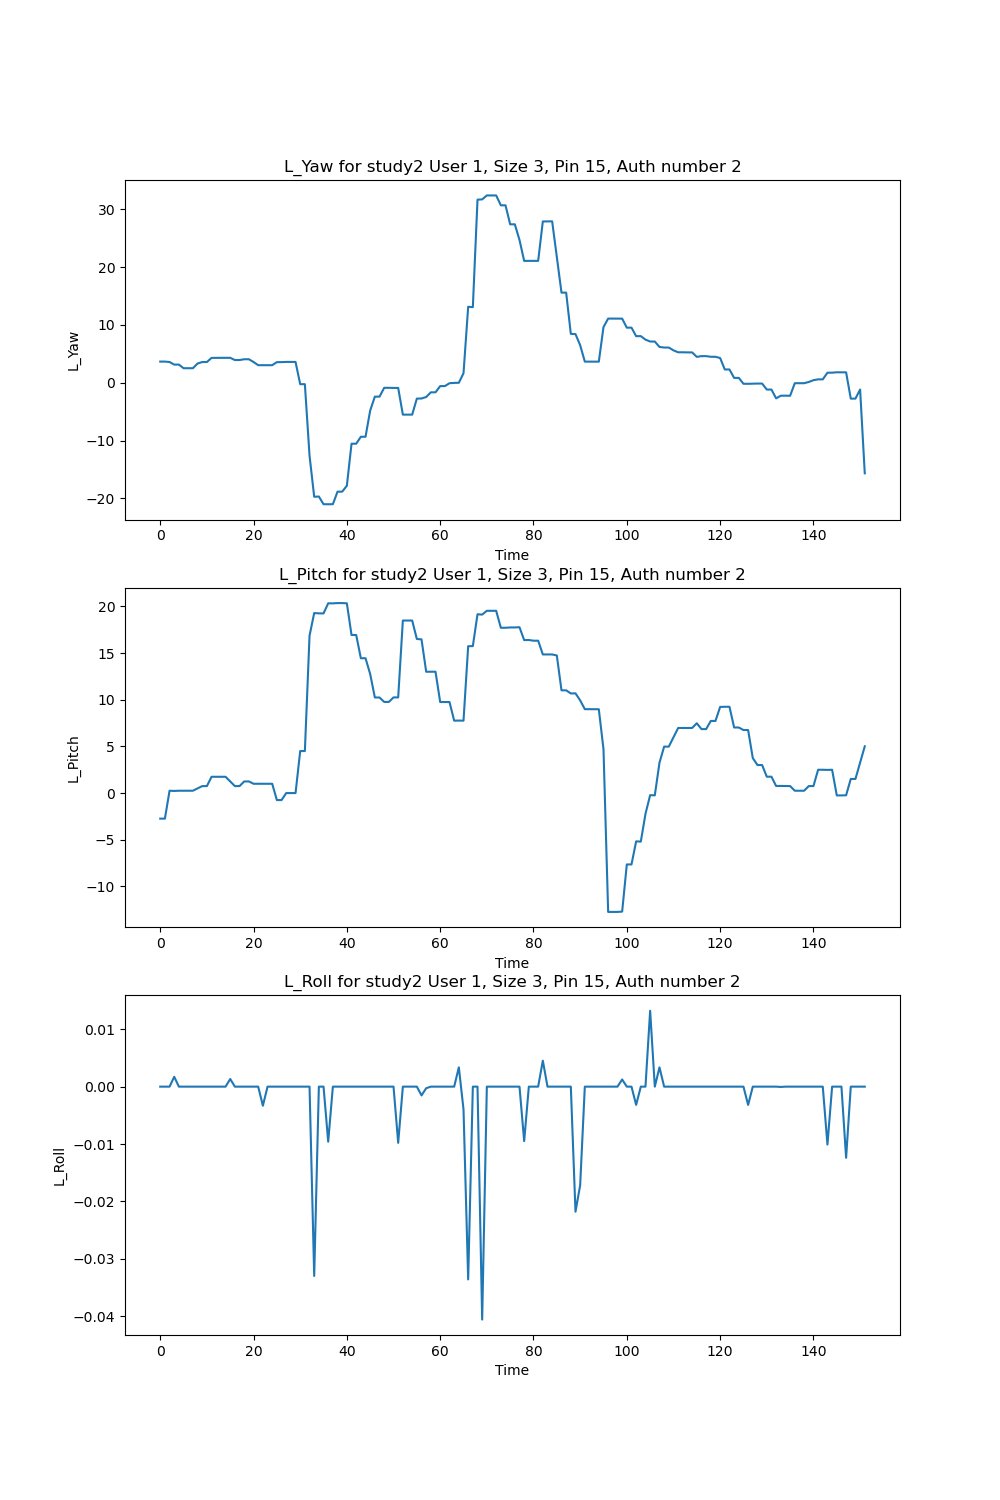 L_Yaw for study2 User 1, Size 3, Pin 15, Auth number 2
30
20
10
0
−10
−20
L_Yaw
0 20 40 60 80 100 120 140
Time
L_Pitch for study2 User 1, Size 3, Pin 15, Auth number 2
20
15
10
5
0
−5
−10
L_Pitch
0 20 40 60 80 100 120 140
Time
L_Roll for study2 User 1, Size 3, Pin 15, Auth number 2
0.01
0.00
−0.01
−0.02
−0.03
−0.04
L_Roll
0 20 40 60 80 100 120 140
Time